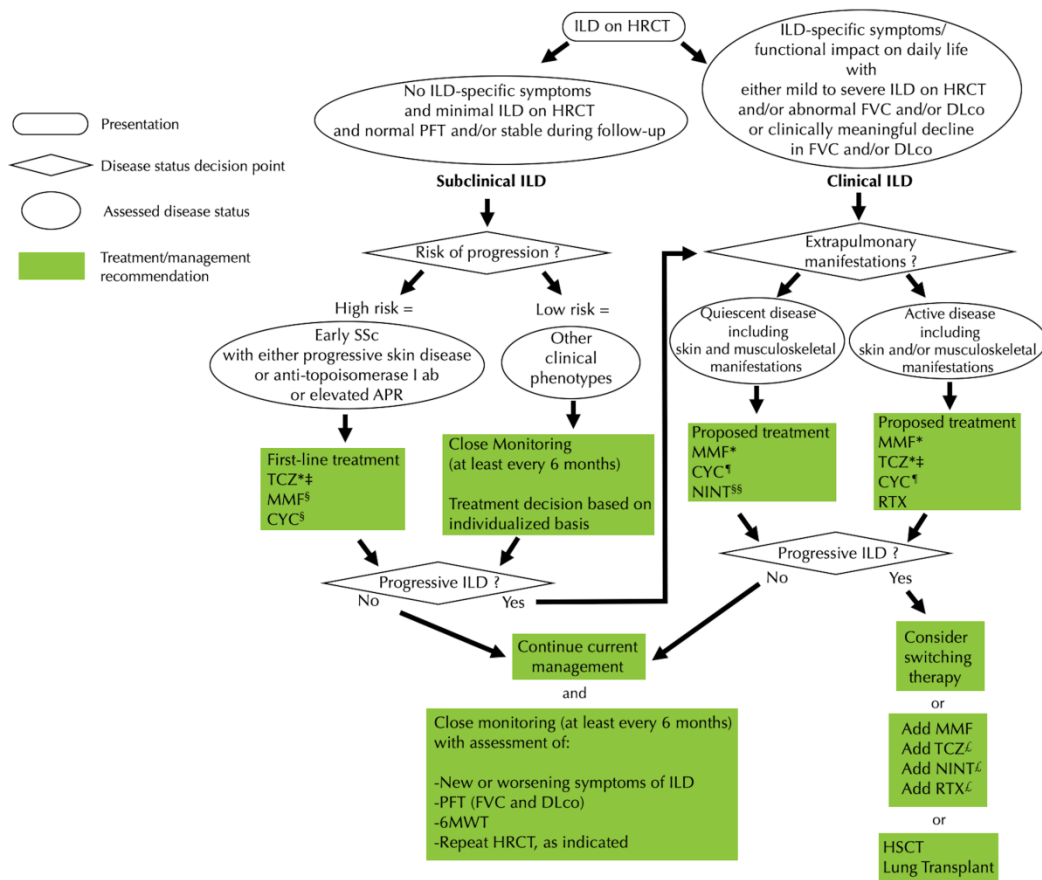 ILD on HRCT
No ILD-specific symptoms
and minimal ILD on HRCT
and normal PFT and/or stable during follow-up
Subclinical ILD
ILD-specific symptoms/
functional impact on daily life
with
either mild to severe ILD on HRCT
and/or abnormal FVC and/or DLco
or clinically meaningful decline
in FVC and/or DLco
Clinical ILD
Presentation
Disease status decision point
Assessed disease status
Treatment/management
recommendation
Risk of progression ?
High risk =
Low risk =
Early SSc
with either progressive skin disease
or anti-topoisomerase I ab
or elevated APR
Other
clinical
phenotypes
First-line treatment
TCZ*‡
MMF§
CYC§
Close Monitoring
(at least every 6 months)
Treatment decision based on
individualized basis
Progressive ILD ?
No
Yes
Extrapulmonary
manifestations ?
Quiescent disease
including
skin and musculoskeletal
manifestations
Active disease
including
skin and/or musculoskeletal
manifestations
Proposed treatment
MMF*
CYC¶
NINT§§
Proposed treatment
MMF*
TCZ*‡
CYC¶
RTX
Progressive ILD ?
No
Yes
Continue current
management
and
Close monitoring (at least every 6 months)
with assessment of:
-New or worsening symptoms of ILD
-PFT (FVC and DLco)
-6MWT
-Repeat HRCT, as indicated
Consider
switching
therapy
or
Add MMF
Add TCZ£
Add NINT£
Add RTX£
or
HSCT
Lung Transplant